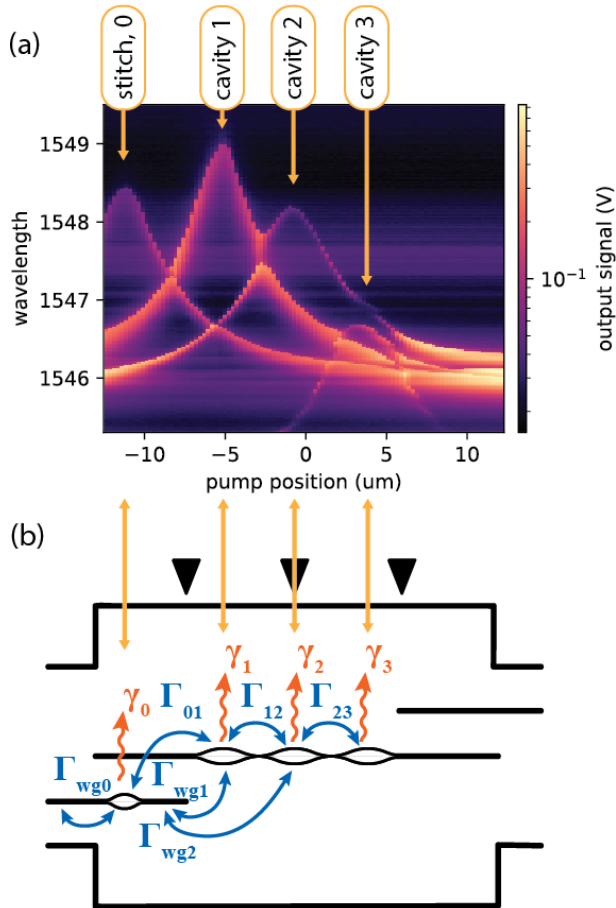 (a)
stitch, 0
cavity 1
cavity 2
cavity 3
1549
1548
1547
1546
wavelength
−10
−5
0
5
10
pump position (um)
10⁻¹
output signal (V)
(b)
γ₀
γ₁
γ₂
γ₃
Γ₀₁
Γ₁₂
Γ₂₃
Γwg0
Γwg1
Γwg2